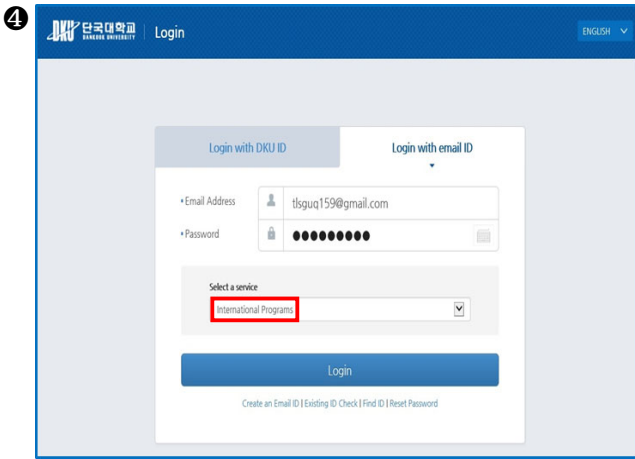 ❹
DKU 단국대학교 DANKOOK UNIVERSITY Login ENGLISH
Login with DKU ID Login with email ID
• Email Address tlsguq159@gmail.com
• Password ●●●●●●●●●
Select a service
International Programs
Login
Create an Email ID | Existing ID Check | Find ID | Reset Password